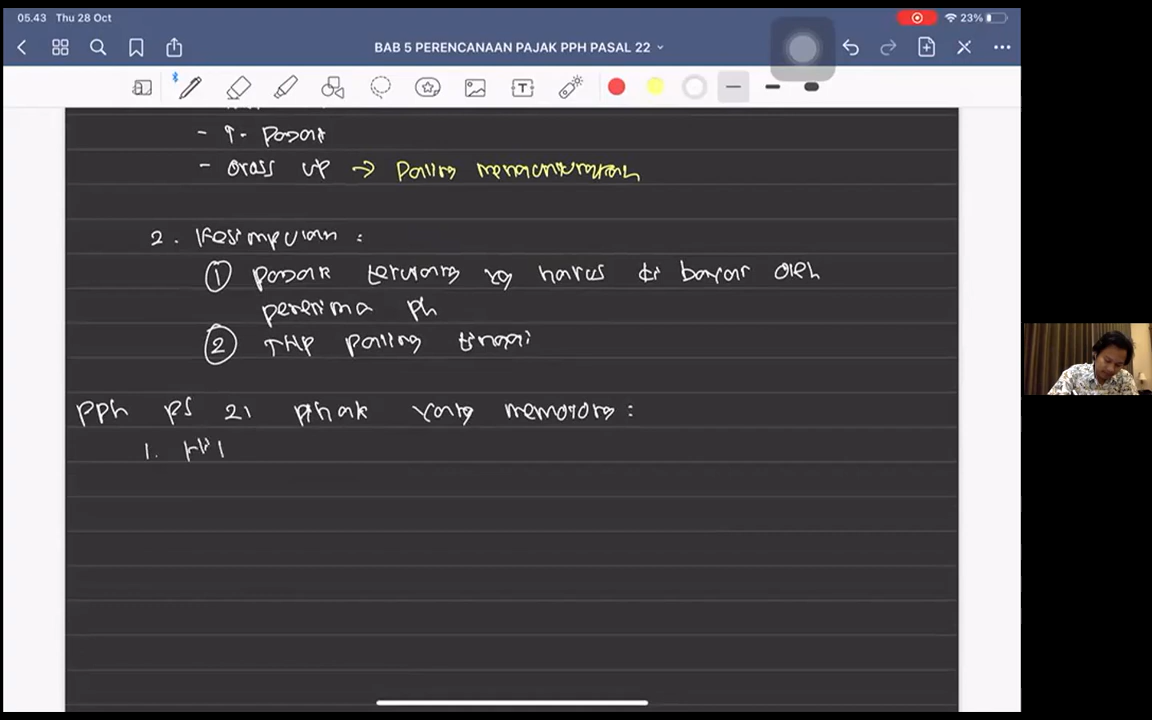 05.43 Thu 28 Oct
23%
BAB 5 PERENCANAAN PAJAK PPH PASAL 22
- T. Pajak
- Gross up → Paling menguntungkan
2. Kesimpulan :
① pajak terutang yg harus di bayar oleh
penerima ph
② THP paling tinggi
PPh PS 21 pihak yang memotong :
1.